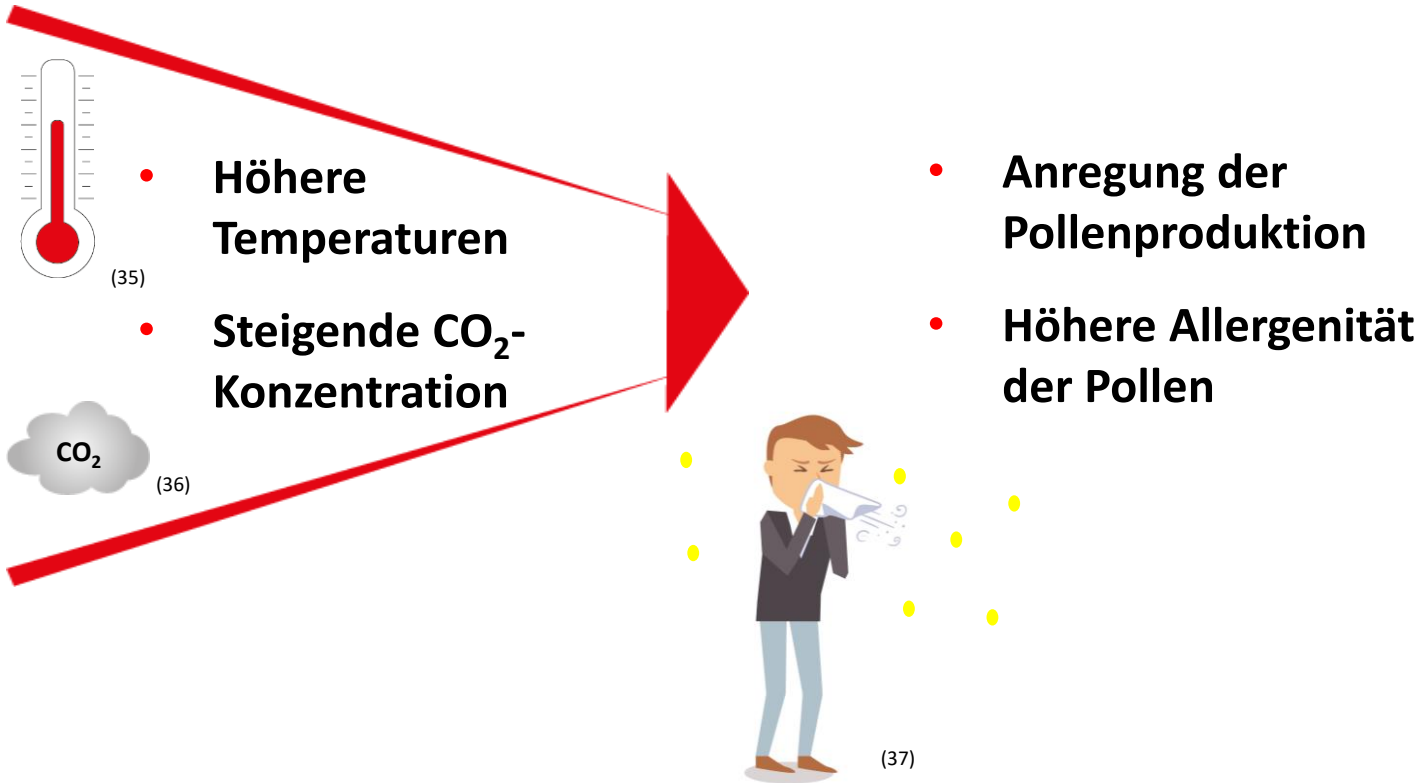 • Höhere
Temperaturen
(35)
• Steigende CO₂-
Konzentration
CO₂
(36)
• Anregung der
Pollenproduktion
• Höhere Allergenität
der Pollen
(37)